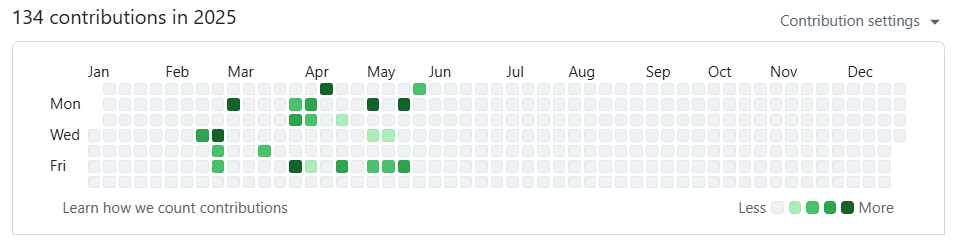 134 contributions in 2025
Contribution settings
Jan Feb Mar Apr May Jun Jul Aug Sep Oct Nov Dec
Mon
Wed
Fri
Learn how we count contributions
Less More